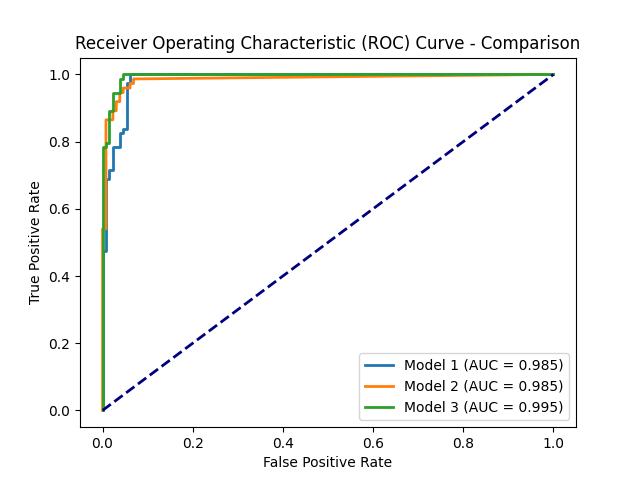 Receiver Operating Characteristic (ROC) Curve - Comparison
1.0
0.8
0.6
0.4
0.2
0.0
True Positive Rate
Model 1 (AUC = 0.985)
Model 2 (AUC = 0.985)
Model 3 (AUC = 0.995)
0.0 0.2 0.4 0.6 0.8 1.0
False Positive Rate